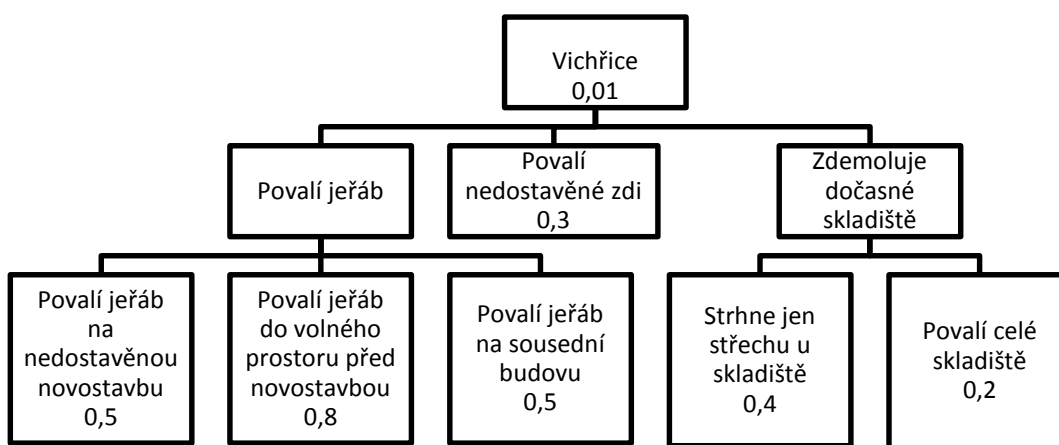 Vichřice
0,01
Povalí jeřáb
Povalí
nedostavěné zdi
0,3
Zdemoluje
dočasné
skladiště
Povalí jeřáb
na
nedostavěnou
novostavbu
0,5
Povalí jeřáb
do volného
prostoru před
novostavbou
0,8
Povalí jeřáb
na sousední
budovu
0,5
Strhne jen
střechu u
skladiště
0,4
Povalí celé
skladiště
0,2